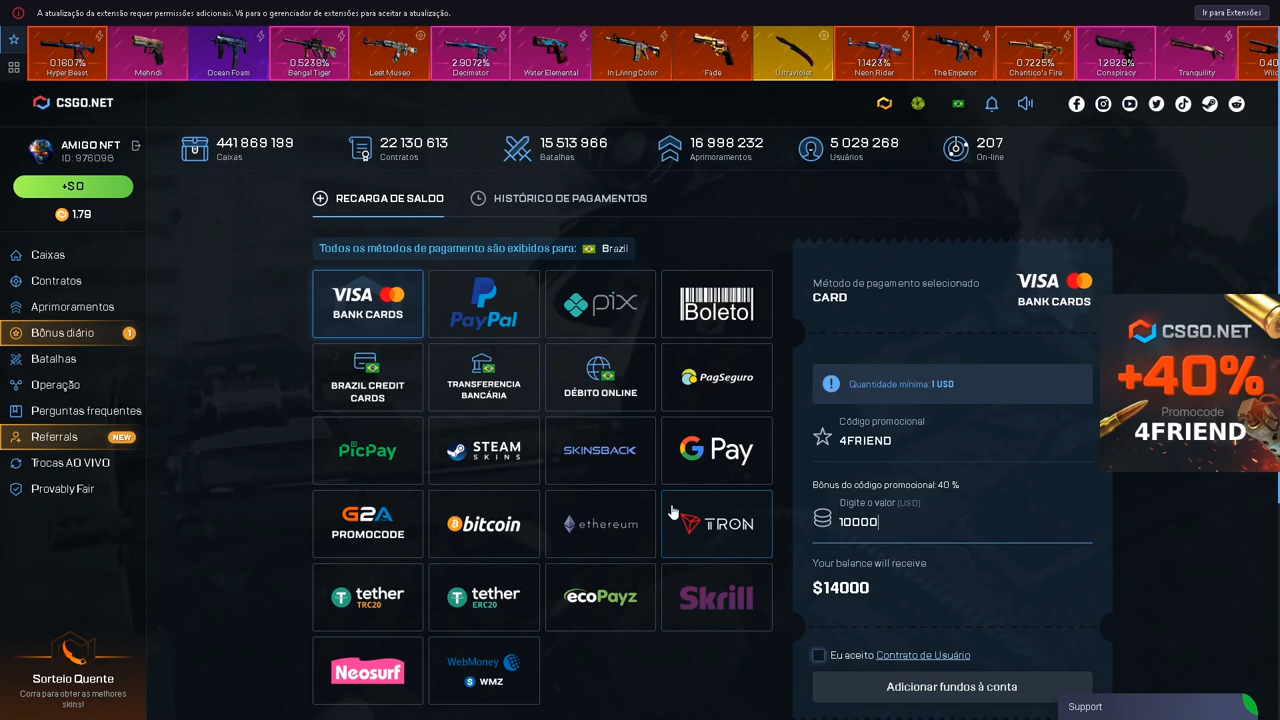 A atualização da extensão requer permissões adicionais. Vá para o gerenciador de extensões para aceitar a atualização.
Ir para Extensões
0.1607%
Hyper Beast
Mehndi
Ocean Foam
0.5238%
Bengal Tiger
Leet Museo
2.9072%
Decimator
Water Elemental
In Living Color
Fade
Ultraviolet
1.1423%
Neon Rider
The Emperor
0.7225%
Chantico's Fire
1.2829%
Conspiracy
Tranquility
0.40
Wil
CSGO.NET
AMIGO NFT
ID: 976098
+$ 0
1.79
441 869 199
Caixas
22 130 613
Contratos
15 513 966
Batalhas
16 998 232
Aprimoramentos
5 029 268
Usuários
207
On-line
Caixas
Contratos
Aprimoramentos
Bônus diário
1
Batalhas
Operação
Perguntas frequentes
Referrals
NEW
Trocas AO VIVO
Provably Fair
Sorteio Quente
Corra para obter as melhores
skins!
RECARGA DE SALDO
HISTÓRICO DE PAGAMENTOS
Todos os métodos de pagamento são exibidos para:
Brazil
VISA
BANK CARDS
PayPal
pix
Boleto
BRAZIL CREDIT
CARDS
TRANSFERENCIA
BANCÁRIA
DÉBITO ONLINE
PagSeguro
PicPay
STEAM
SKINS
SKINSBACK
G Pay
G2A
PROMOCODE
bitcoin
ethereum
TRON
tether
TRC20
tether
ERC20
ecoPayz
Skrill
Neosurf
WebMoney
WMZ
Método de pagamento selecionado
CARD
VISA
BANK CARDS
Quantidade mínima: 1 USD
Código promocional
4FRIEND
Bônus do código promocional: 40 %
Digite o valor (USD)
10000
Your balance will receive
$14000
Eu aceito Contrato de Usuário
Adicionar fundos à conta
CSGO.NET
+40%
Promocode
4FRIEND
Support